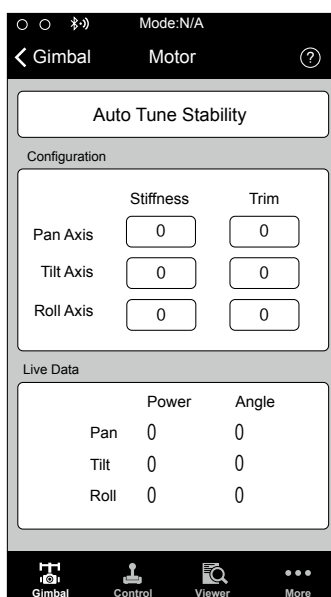 Mode:N/A
Gimbal Motor ?
Auto Tune Stability
Configuration
Stiffness Trim
Pan Axis 0 0
Tilt Axis 0 0
Roll Axis 0 0
Live Data
Power Angle
Pan 0 0
Tilt 0 0
Roll 0 0
Gimbal Control Viewer More